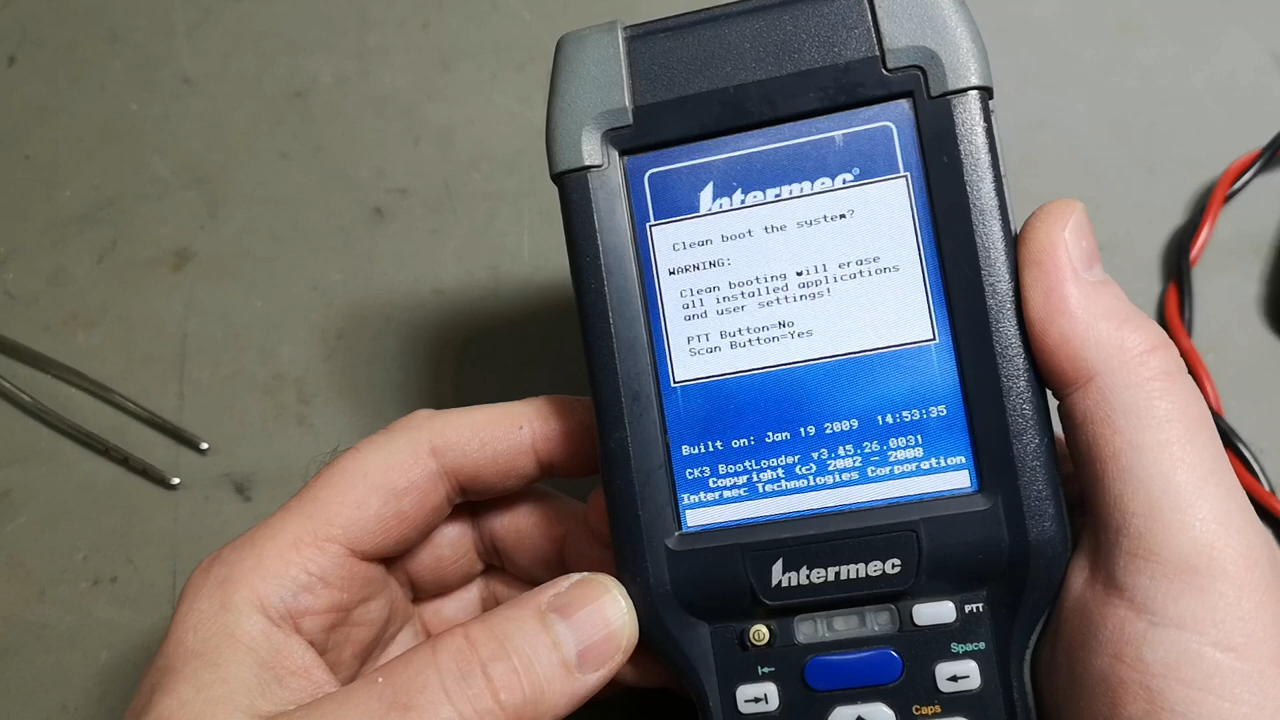 Intermec®
Clean boot the system?
WARNING:
Clean booting will erase
all installed applications
and user settings!
PTT Button=No
Scan Button=Yes
Built on: Jan 19 2009 14:53:35
CK3 BootLoader v3.45.26.0031
Copyright (c) 2002 - 2008
Intermec Technologies Corporation
Intermec
PTT
Space
Caps